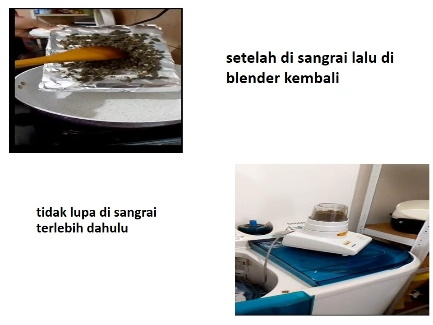 setelah di sangrai lalu di
blender kembali
tidak lupa di sangrai
terlebih dahulu